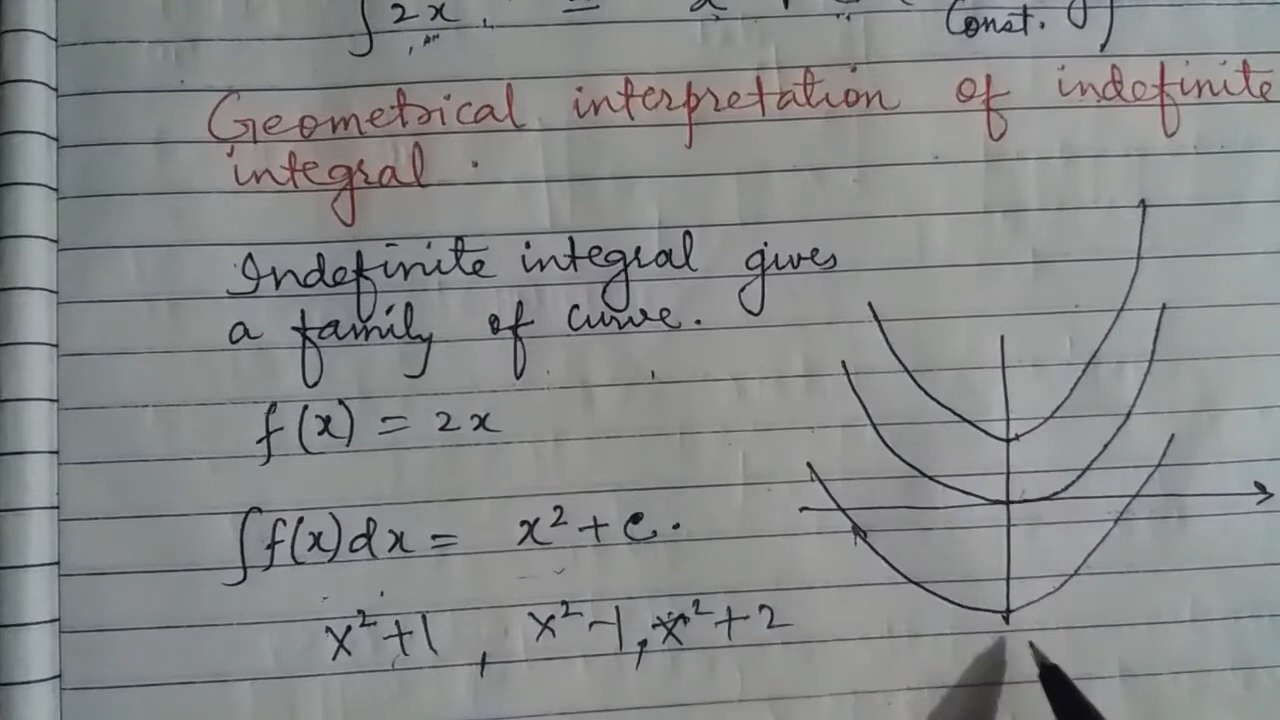 ∫2x = const.
Geometrical interpretation of indefinite
integral.
Indefinite integral gives
a family of curve.
f(x) = 2x
∫f(x)dx = x²+c.
x²+1, x²-1, x²+2